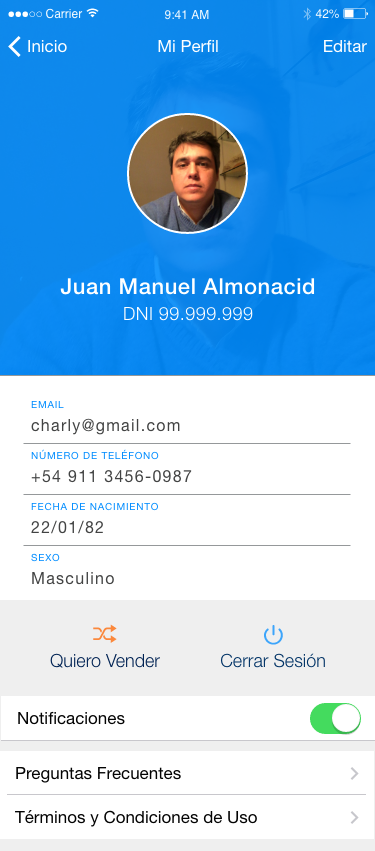 Carrier 9:41 AM 42%
Inicio Mi Perfil Editar
Juan Manuel Almonacid
DNI 99.999.999
EMAIL
charly@gmail.com
NÚMERO DE TELÉFONO
+54 911 3456-0987
FECHA DE NACIMIENTO
22/01/82
SEXO
Masculino
Quiero Vender Cerrar Sesión
Notificaciones
Preguntas Frecuentes
Términos y Condiciones de Uso